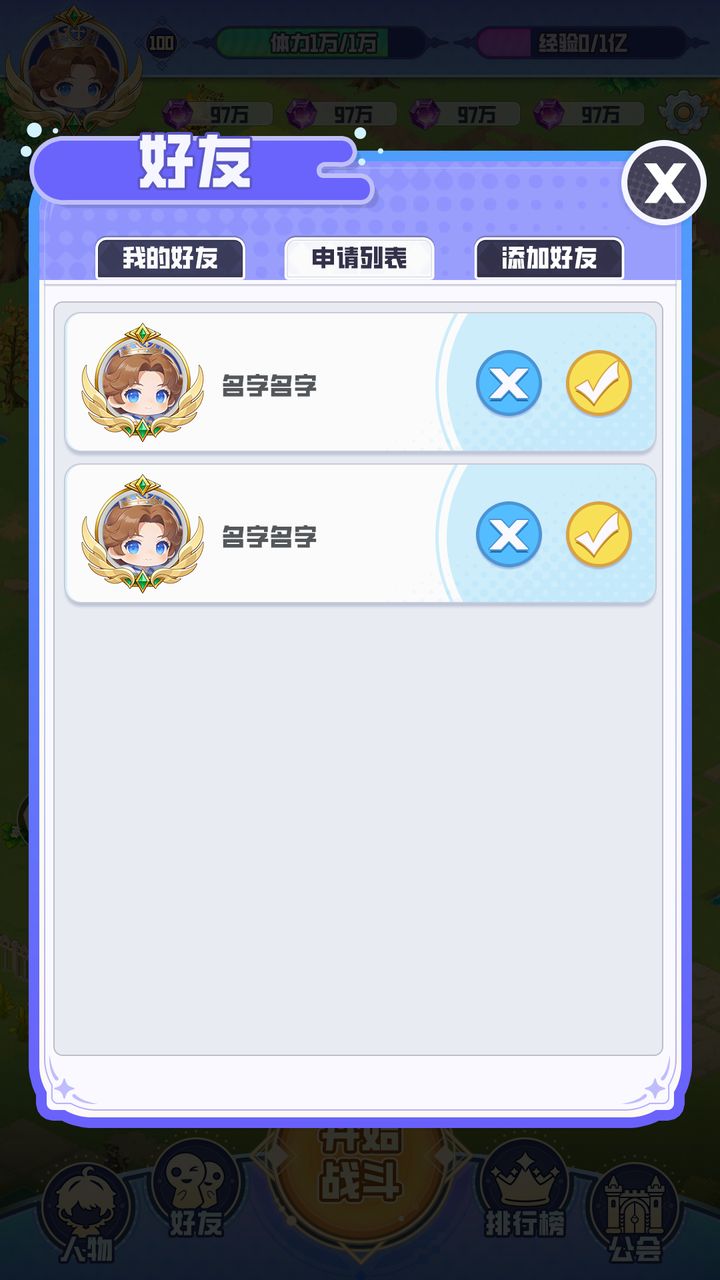 100
体力1万/1万
经验0/1亿
97万
97万
97万
97万
好友
X
我的好友
申请列表
添加好友
名字名字
名字名字
开始
战斗
人物
好友
排行榜
公会